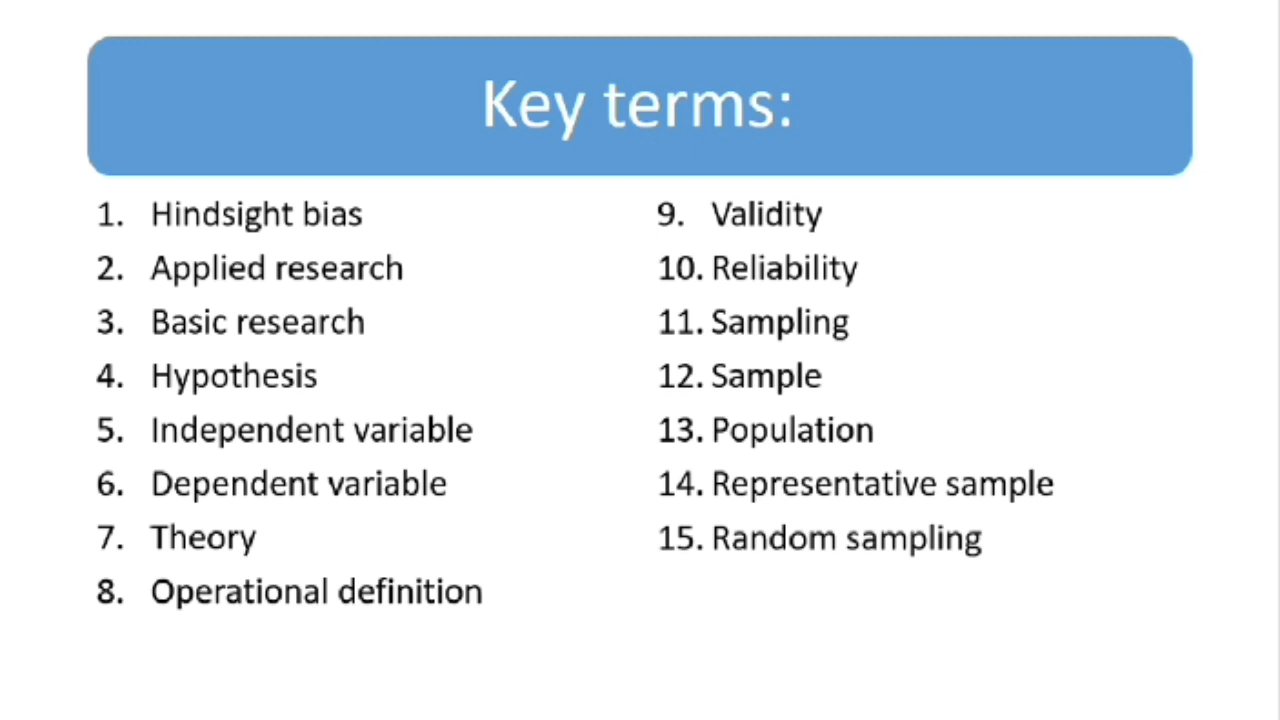 Key terms:
1. Hindsight bias
2. Applied research
3. Basic research
4. Hypothesis
5. Independent variable
6. Dependent variable
7. Theory
8. Operational definition
9. Validity
10. Reliability
11. Sampling
12. Sample
13. Population
14. Representative sample
15. Random sampling